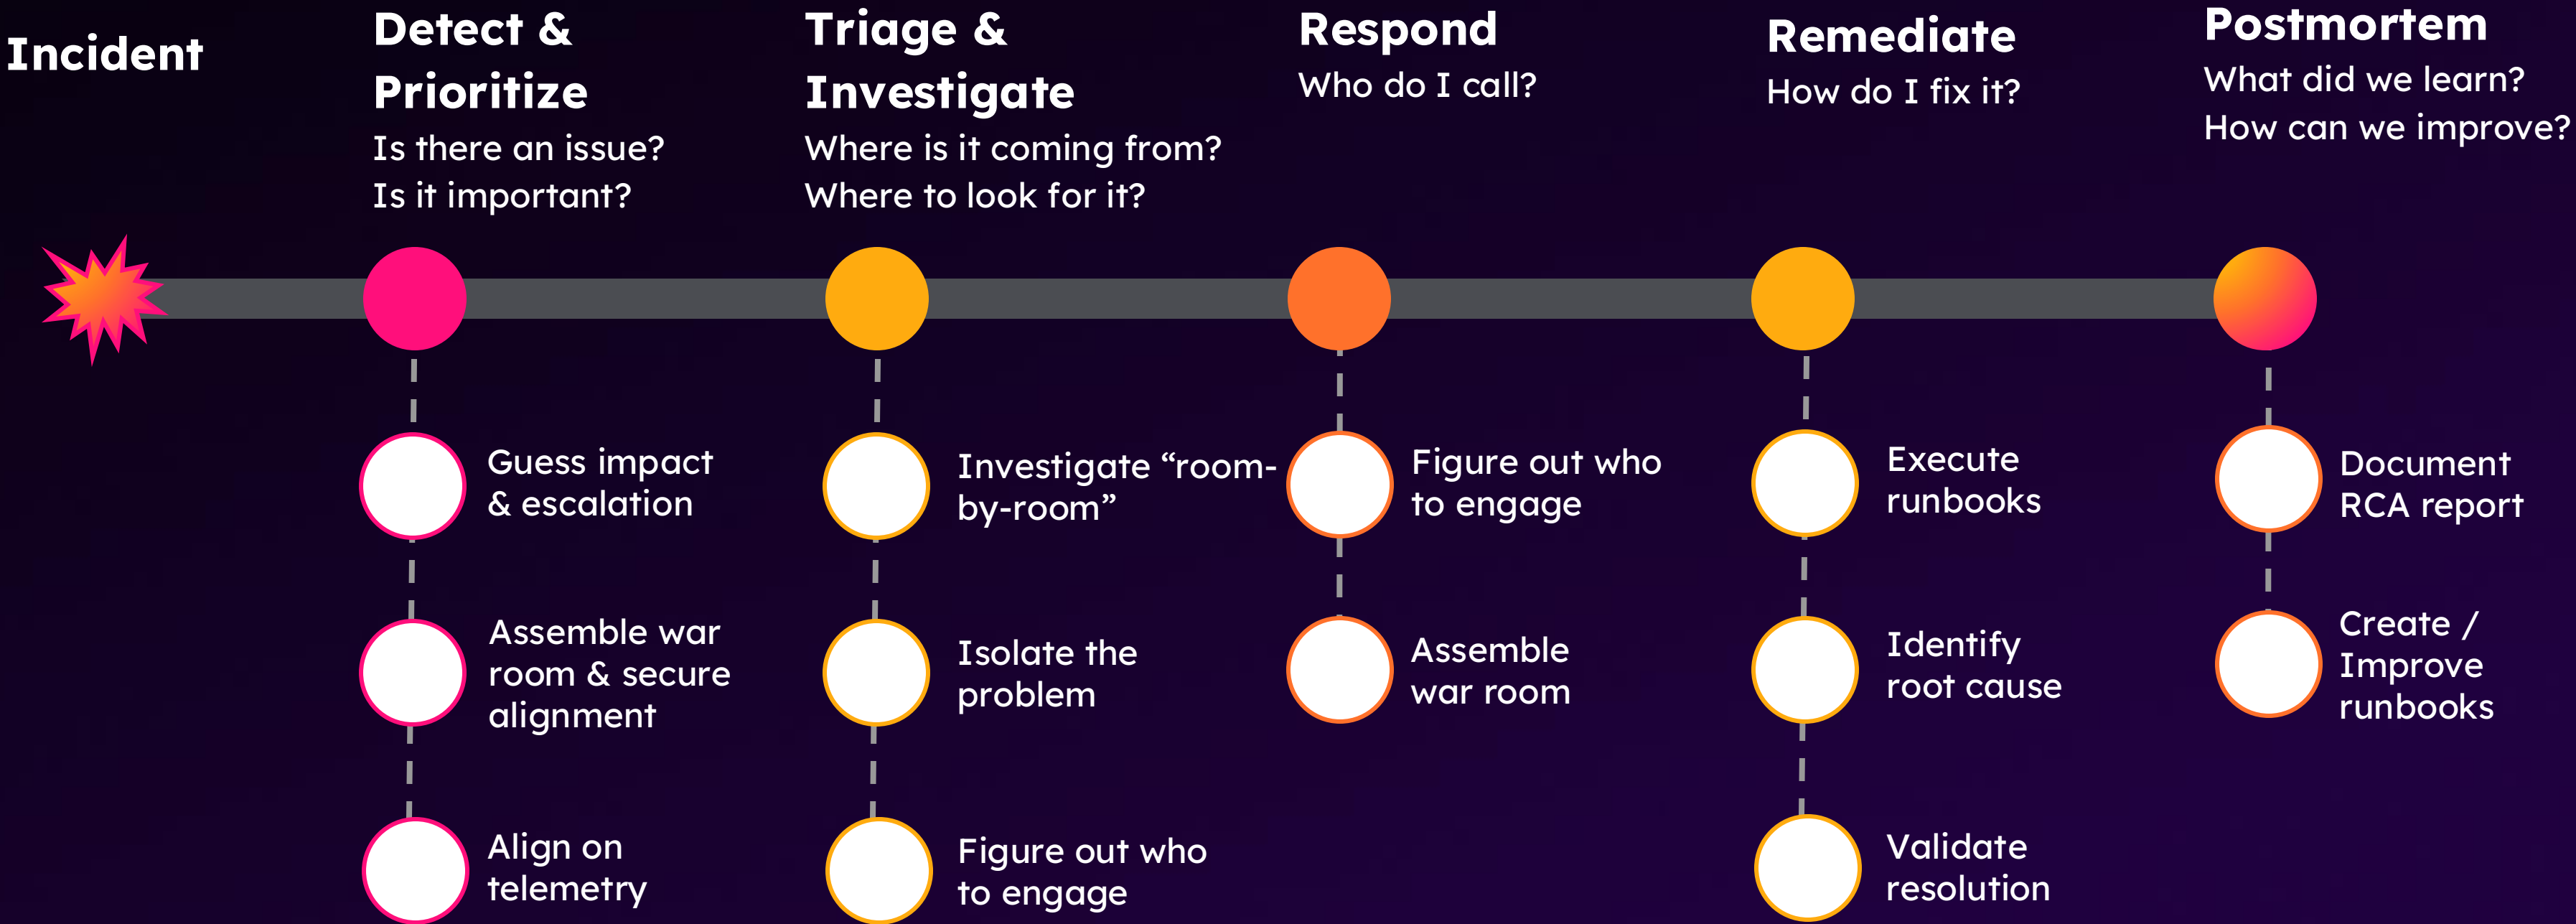 Incident
Detect &
Prioritize
Is there an issue?
Is it important?
Triage &
Investigate
Where is it coming from?
Where to look for it?
Respond
Who do I call?
Remediate
How do I fix it?
Postmortem
What did we learn?
How can we improve?
Guess impact
& escalation
Assemble war
room & secure
alignment
Align on
telemetry
Investigate “room-
by-room”
Isolate the
problem
Figure out who
to engage
Figure out who
to engage
Assemble
war room
Execute
runbooks
Identify
root cause
Validate
resolution
Document
RCA report
Create /
Improve
runbooks